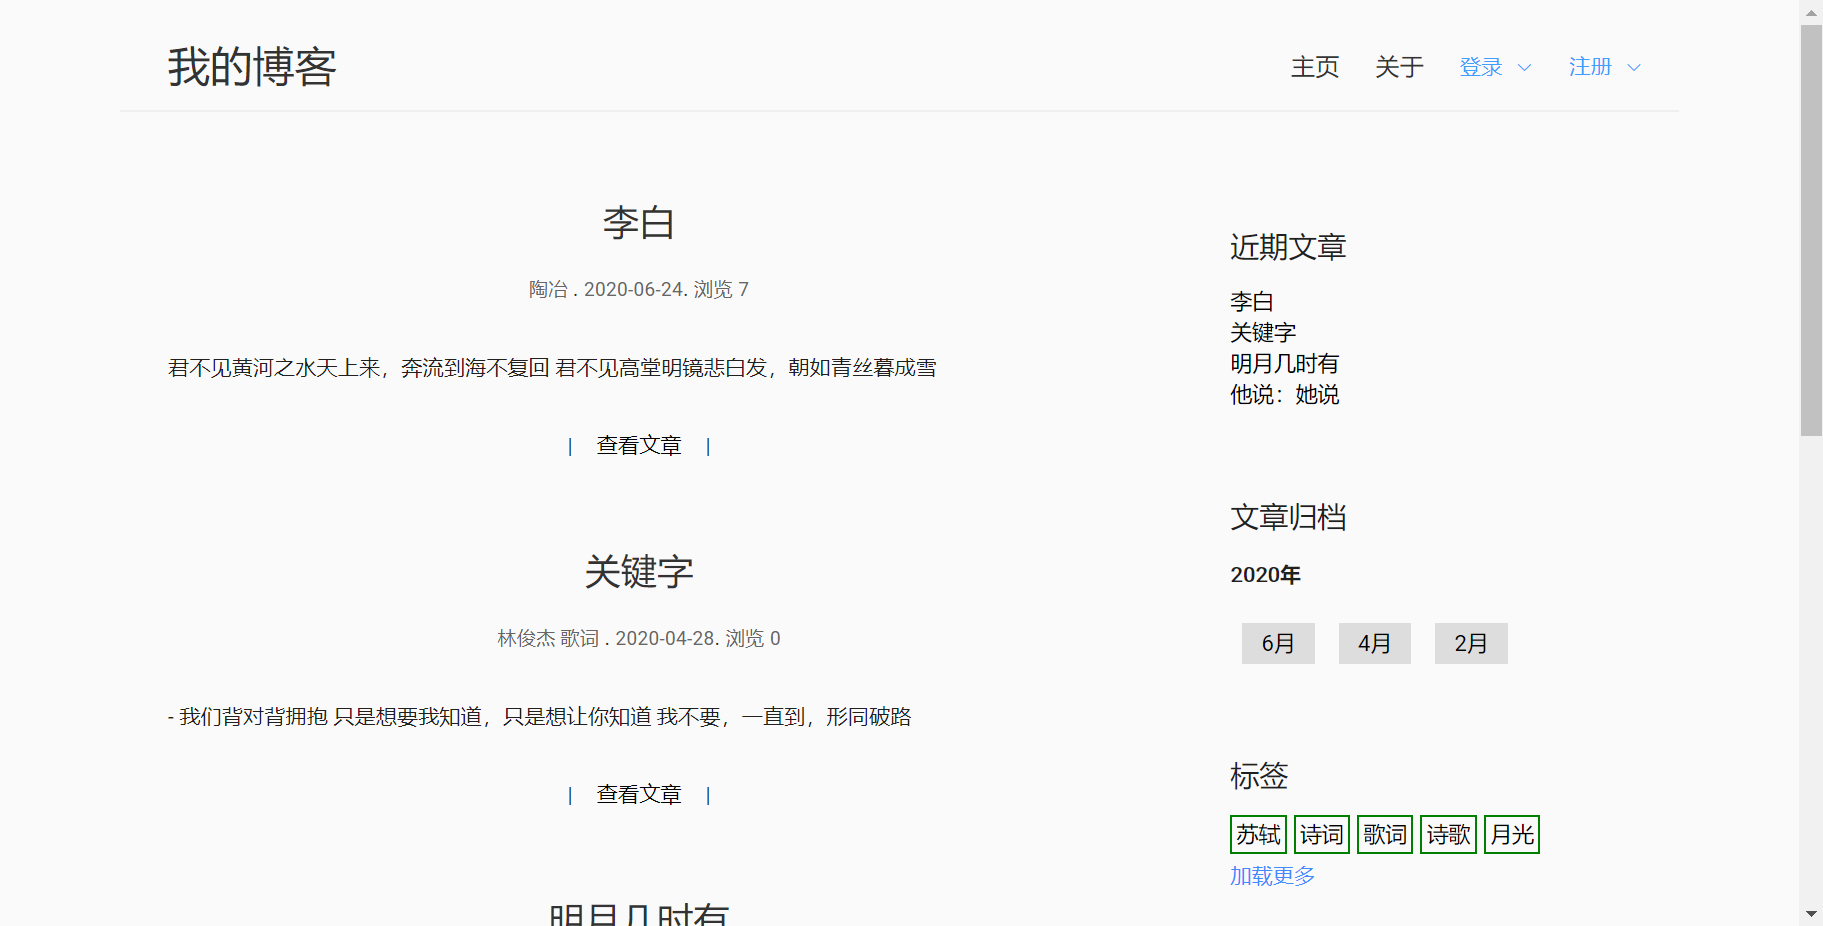 我的博客
主页 关于 登录 注册
李白
陶冶 . 2020-06-24. 浏览 7
君不见黄河之水天上来，奔流到海不复回 君不见高堂明镜悲白发，朝如青丝暮成雪
| 查看文章 |
关键字
林俊杰 歌词 . 2020-04-28. 浏览 0
- 我们背对背拥抱 只是想要我知道，只是想让你知道 我不要，一直到，形同破路
| 查看文章 |
明月几时有
近期文章
李白
关键字
明月几时有
他说：她说
文章归档
2020年
6月 4月 2月
标签
苏轼 诗词 歌词 诗歌 月光
加载更多